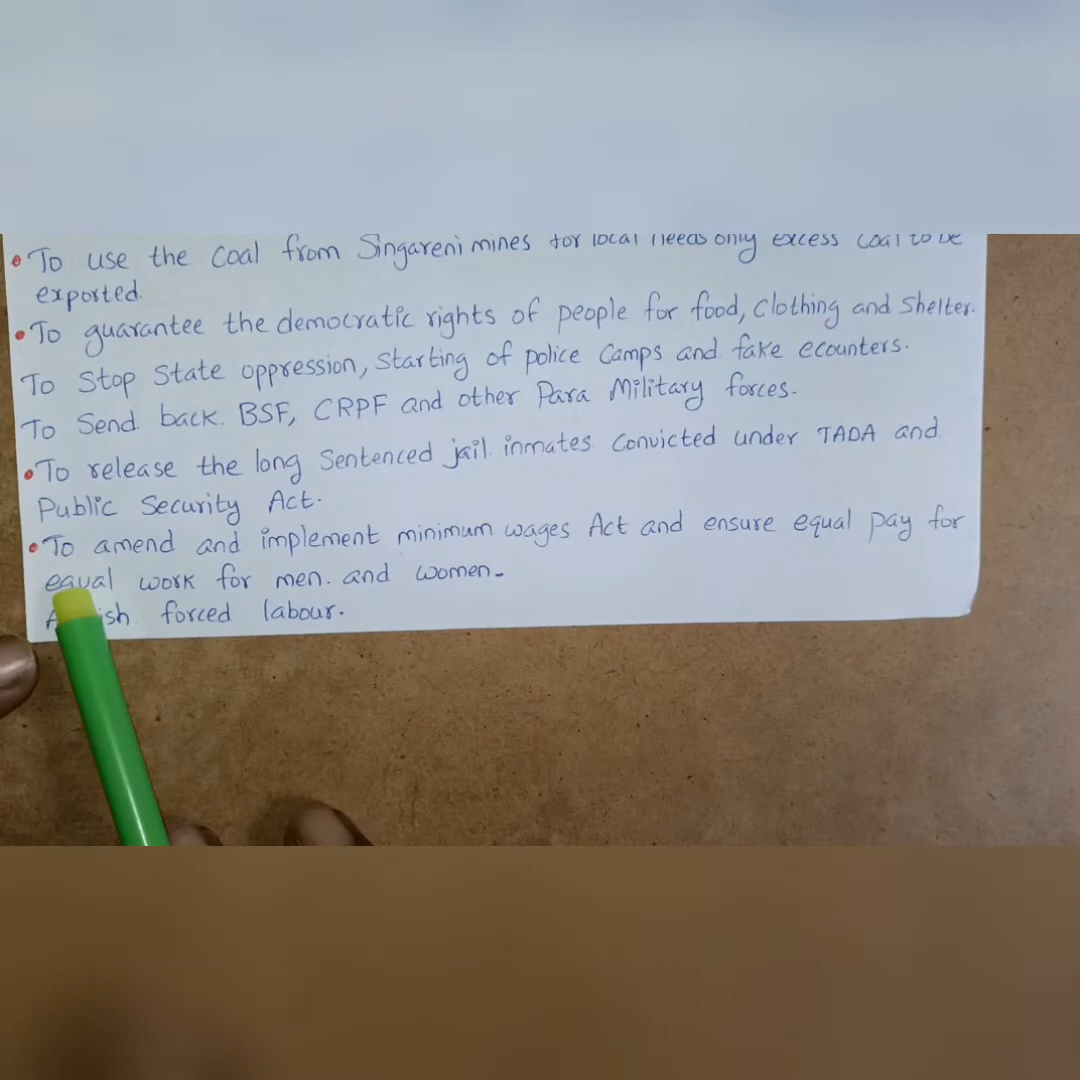 • To use the coal from Singareni mines for local needs only excess coal to be
exported.
• To guarantee the democratic rights of people for food, clothing and shelter.
To Stop State oppression, starting of police camps and fake ecounters.
To Send back BSF, CRPF and other Para Military forces.
• To release the long Sentenced jail inmates convicted under TADA and
Public Security Act.
• To amend and implement minimum wages Act and ensure equal pay for
equal work for men. and women-
forced labour.